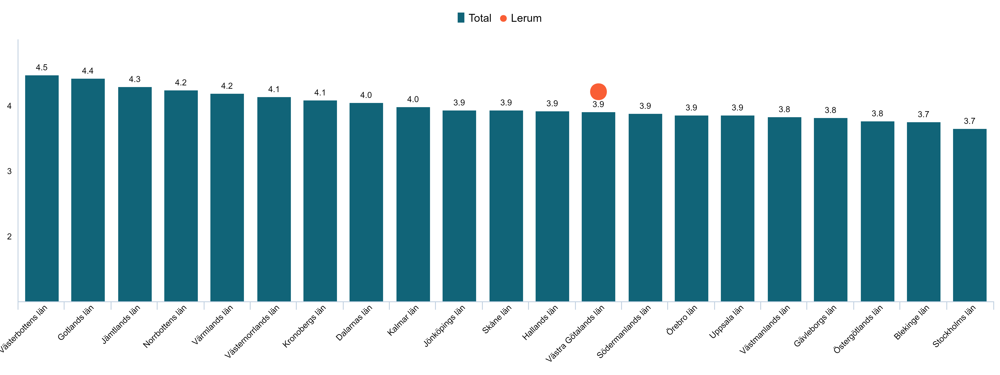 Total Lerum
4.5 4.4 4.3 4.2 4.2 4.1 4.1 4.0 4.0 3.9 3.9 3.9 3.9 3.9 3.9 3.9 3.8 3.8 3.8 3.7 3.7
4
3
2
Västerbottens län Gotlands län Jämtlands län Norrbottens län Värmlands län Västernorrlands län Kronobergs län Dalarnas län Kalmar län Jönköpings län Skåne län Hallands län Västra Götalands län Södermanlands län Örebro län Uppsala län Västmanlands län Gävleborgs län Östergötlands län Blekinge län Stockholms län